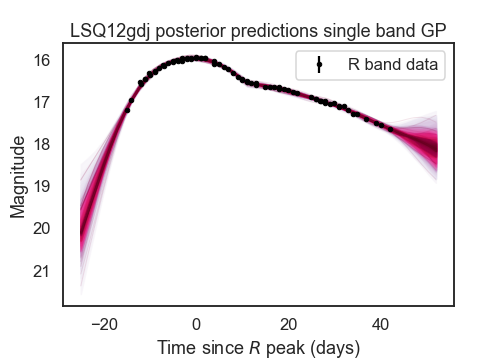 LSQ12gdj posterior predictions single band GP
R band data
Magnitude
16
17
18
19
20
21
−20 0 20 40
Time since R peak (days)